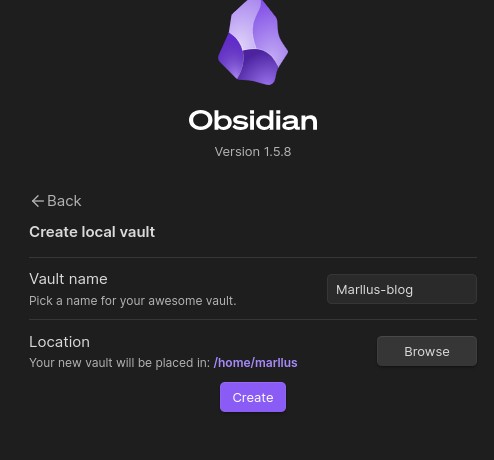 Obsidian
Version 1.5.8
Back
Create local vault
Vault name
Pick a name for your awesome vault.
Marllus-blog
Location
Your new vault will be placed in: /home/marllus
Browse
Create